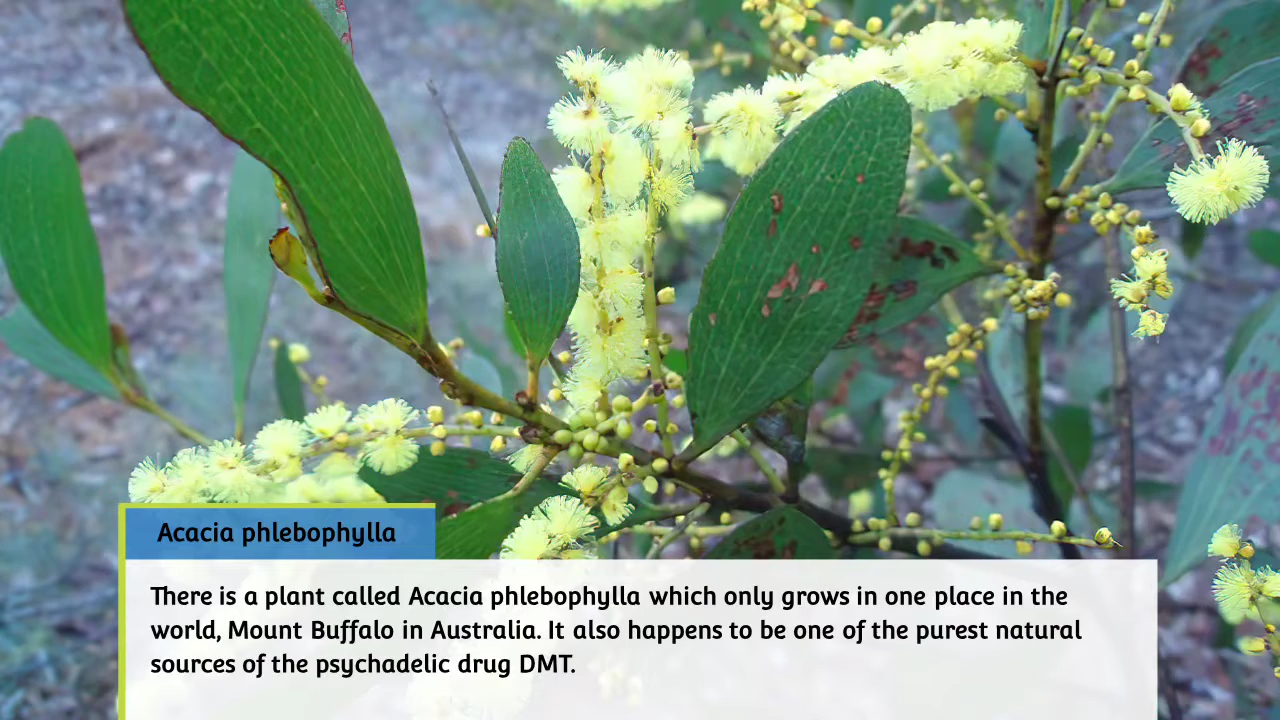 Acacia phlebophylla
There is a plant called Acacia phlebophylla which only grows in one place in the
world, Mount Buffalo in Australia. It also happens to be one of the purest natural
sources of the psychadelic drug DMT.